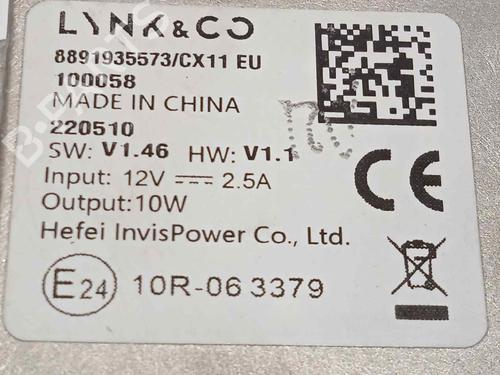 LYNK & CO
8891935573/CX11 EU
100058
MADE IN CHINA
220510
SW: V1.46 HW: V1.1
Input: 12V ⎓ 2.5A
Output:10W
Hefei InvisPower Co., Ltd.
E24 10R-06 3379
CE